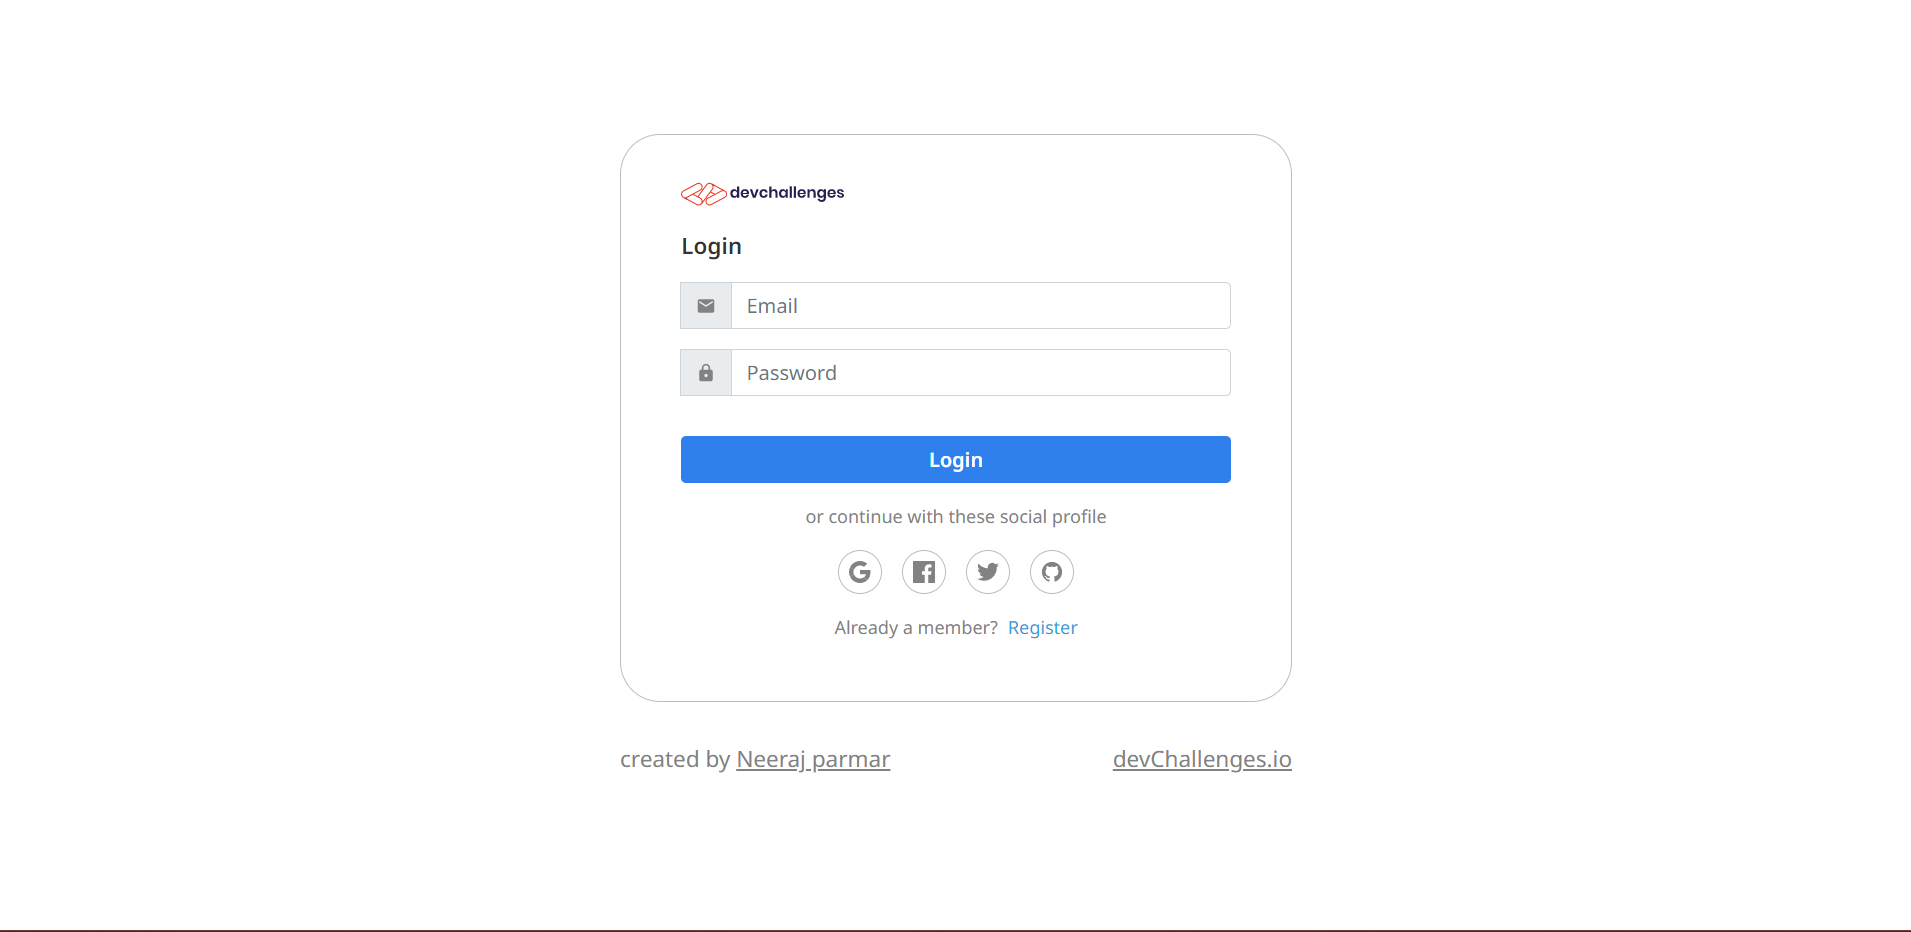 devchallenges
Login
Email
Password
Login
or continue with these social profile
Already a member? Register
created by Neeraj parmar
devChallenges.io